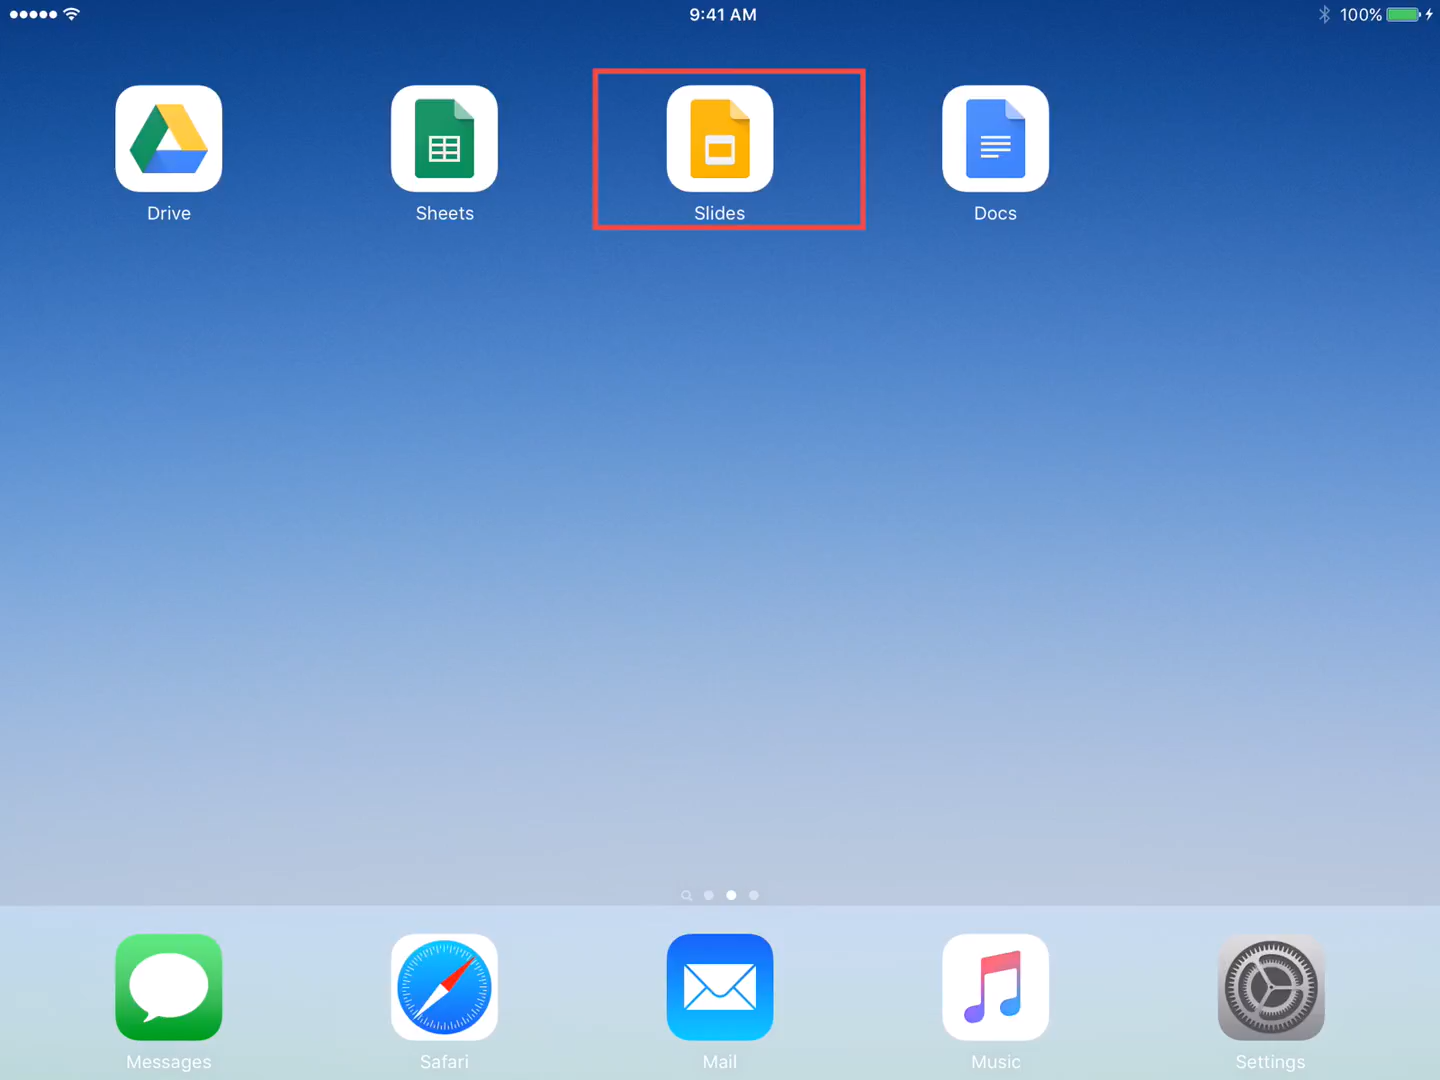 9:41 AM
100%
Drive
Sheets
Slides
Docs
Messages
Safari
Mail
Music
Settings